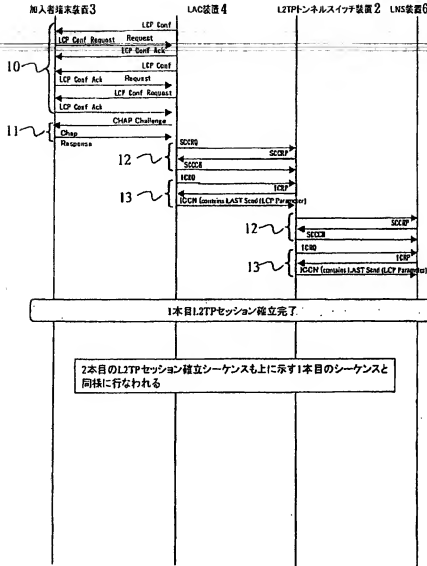 加入者端末装置3 LAC装置4 L2TPトンネルスイッチ装置2 LNS装置6
LCP Conf
LCP Conf Request Request
LCP Conf Ack
10
LCP Conf
LCP Conf Ack Request
LCP Conf Request
LCP Conf Ack
CHAP Challenge
11
Chap
Response
SCCRQ
12
SCCRP
SCCCN
ICRQ
13
ICRP
ICCN (contains LAST Send (LCP Parameter)
12
SCCRP
SCCCN
ICRQ
13
ICRP
ICCN (contains LAST Send (LCP Parameter)
1本目L2TPセッション確立完了
2本目のL2TPセッション確立シーケンスも上に示す1本目のシーケンスと
同様に行なわれる